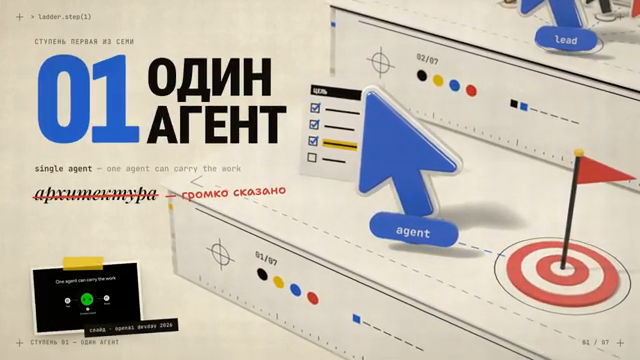 > ladder.step(1)
СТУПЕНЬ ПЕРВАЯ ИЗ СЕМИ
01 ОДИН
АГЕНТ
single agent — one agent can carry the work
архитектура — громко сказано
One agent can carry the work
слайд · openai devday 2026
СТУПЕНЬ 01 — ОДИН АГЕНТ
lead
02/07
ЦЕЛЬ
agent
01/07
01 / 07